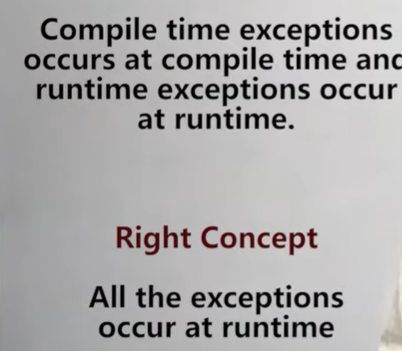 Compile time exceptions
occurs at compile time and
runtime exceptions occur
at runtime.
Right Concept
All the exceptions
occur at runtime